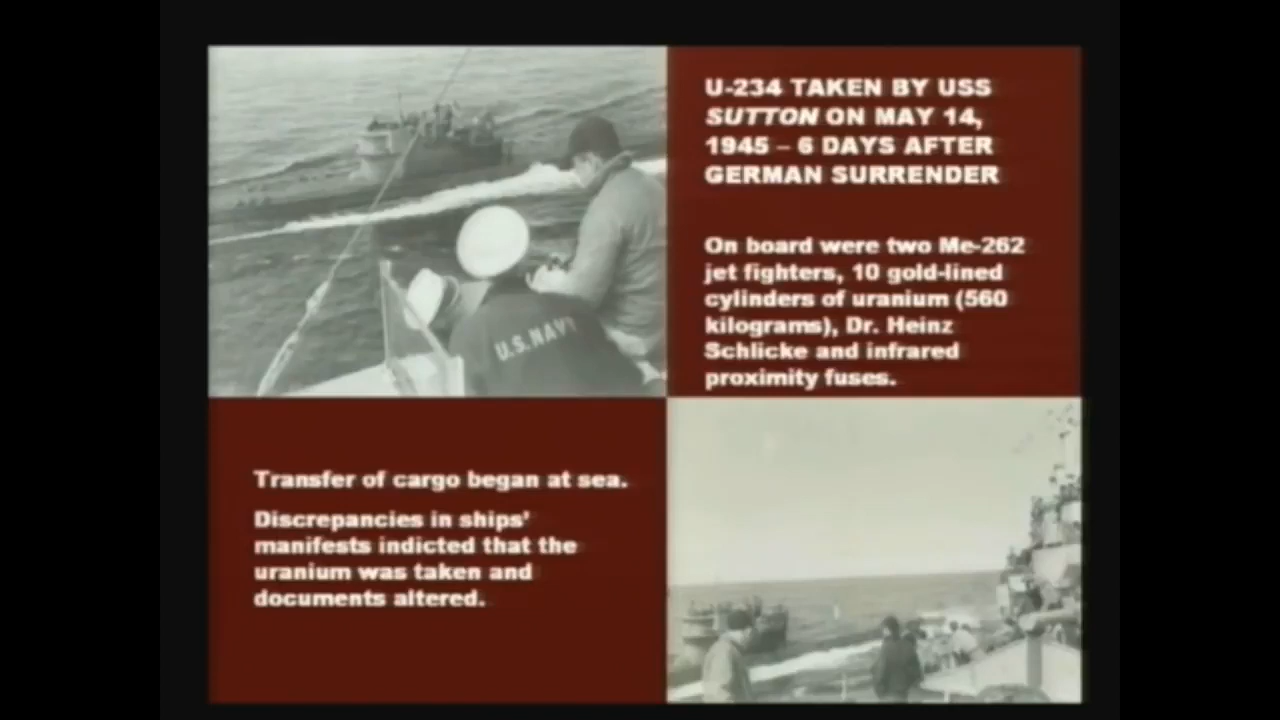 U-234 TAKEN BY USS
SUTTON ON MAY 14,
1945 – 6 DAYS AFTER
GERMAN SURRENDER
On board were two Me-262
jet fighters, 10 gold-lined
cylinders of uranium (560
kilograms), Dr. Heinz
Schlicke and infrared
proximity fuses.
U.S. NAVY
Transfer of cargo began at sea.
Discrepancies in ships'
manifests indicted that the
uranium was taken and
documents altered.